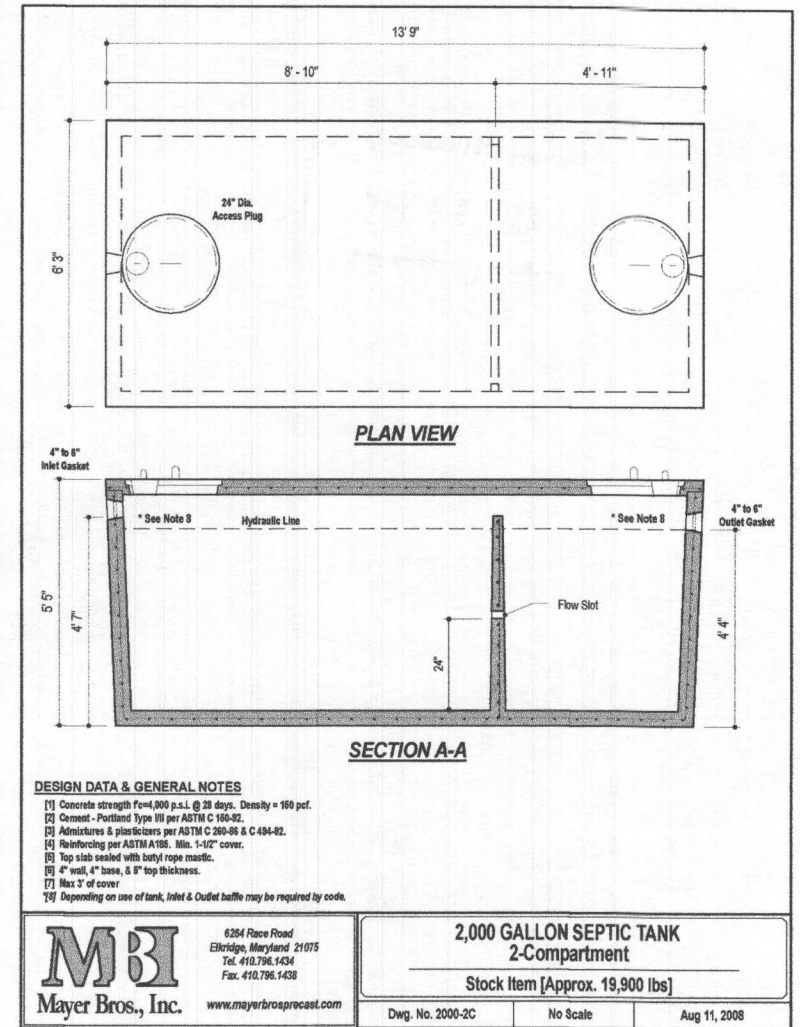 13' 9"
8' - 10"
4' - 11"
24" Dia.
Access Plug
6' 3"
PLAN VIEW
4" to 6"
Inlet Gasket
* See Note 8
Hydraulic Line
* See Note 8
4" to 6"
Outlet Gasket
5' 5"
4' 7"
Flow Slot
24"
4' 4"
SECTION A-A
DESIGN DATA & GENERAL NOTES
[1] Concrete strength f'c=4,000 p.s.i. @ 28 days. Density = 150 pcf.
[2] Cement - Portland Type I/II per ASTM C 150-92.
[3] Admixtures & plasticizers per ASTM C 260-86 & C 494-92.
[4] Reinforcing per ASTM A185. Min. 1-1/2" cover.
[5] Top slab sealed with butyl rope mastic.
[6] 4" wall, 4" base, & 5" top thickness.
[7] Max 3' of cover
*[8] Depending on use of tank, Inlet & Outlet baffle may be required by code.
MBI
Mayer Bros., Inc.
6264 Race Road
Elkridge, Maryland 21075
Tel. 410.796.1434
Fax. 410.796.1438
www.mayerbrosprecast.com
2,000 GALLON SEPTIC TANK
2-Compartment
Stock Item [Approx. 19,900 lbs]
Dwg. No. 2000-2C
No Scale
Aug 11, 2008